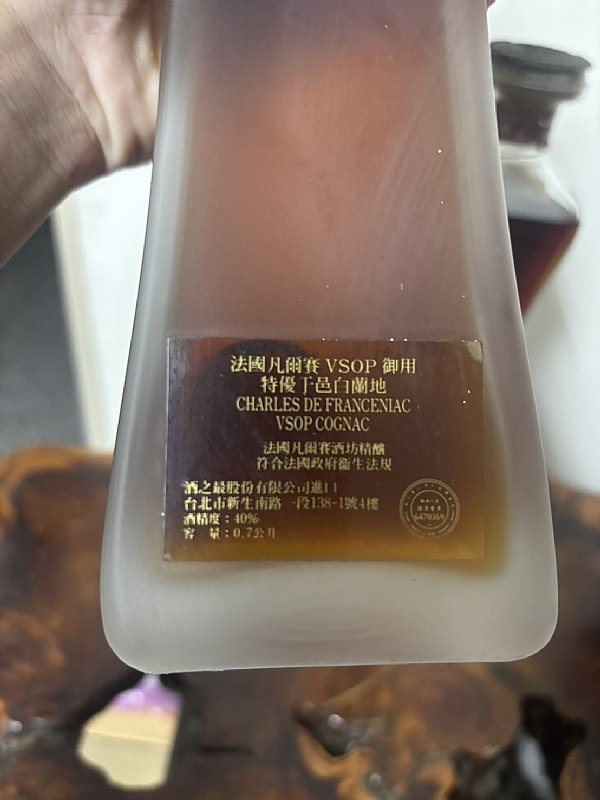 法國凡爾賽 VSOP 御用
特優干邑白蘭地
CHARLES DE FRANCENIAC
VSOP COGNAC
法國凡爾賽酒坊精釀
符合法國政府衞生法規
酒之最股份有限公司進口
台北市新生南路一段138-1號4樓
酒精度：40%
容 量：0.7公升
6470369